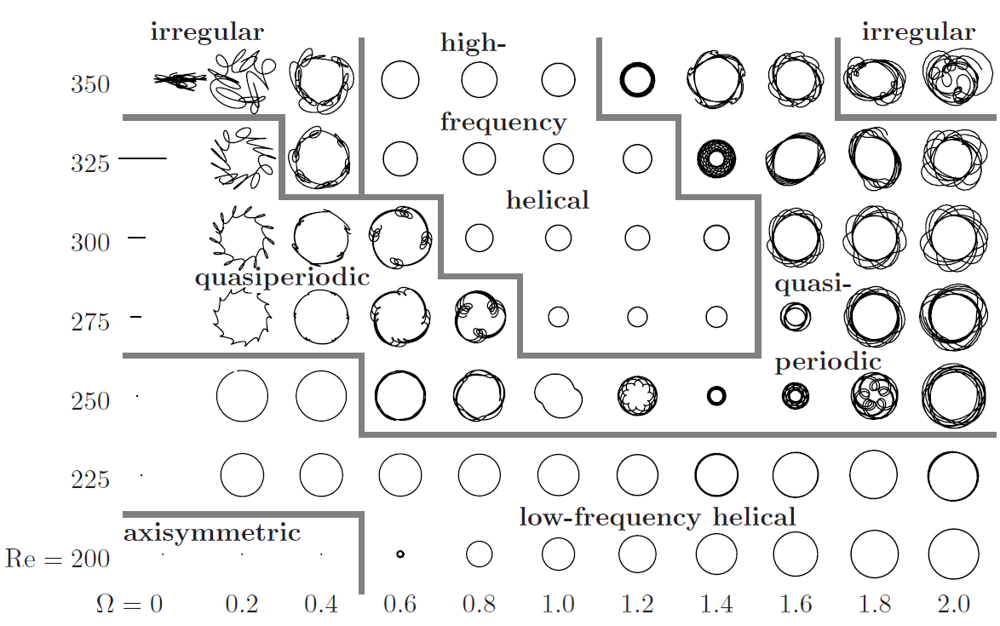 irregular
high-
irregular
350
frequency
325
helical
300
quasiperiodic
quasi-
275
periodic
250
225
low-frequency helical
axisymmetric
Re = 200
Ω = 0 0.2 0.4 0.6 0.8 1.0 1.2 1.4 1.6 1.8 2.0